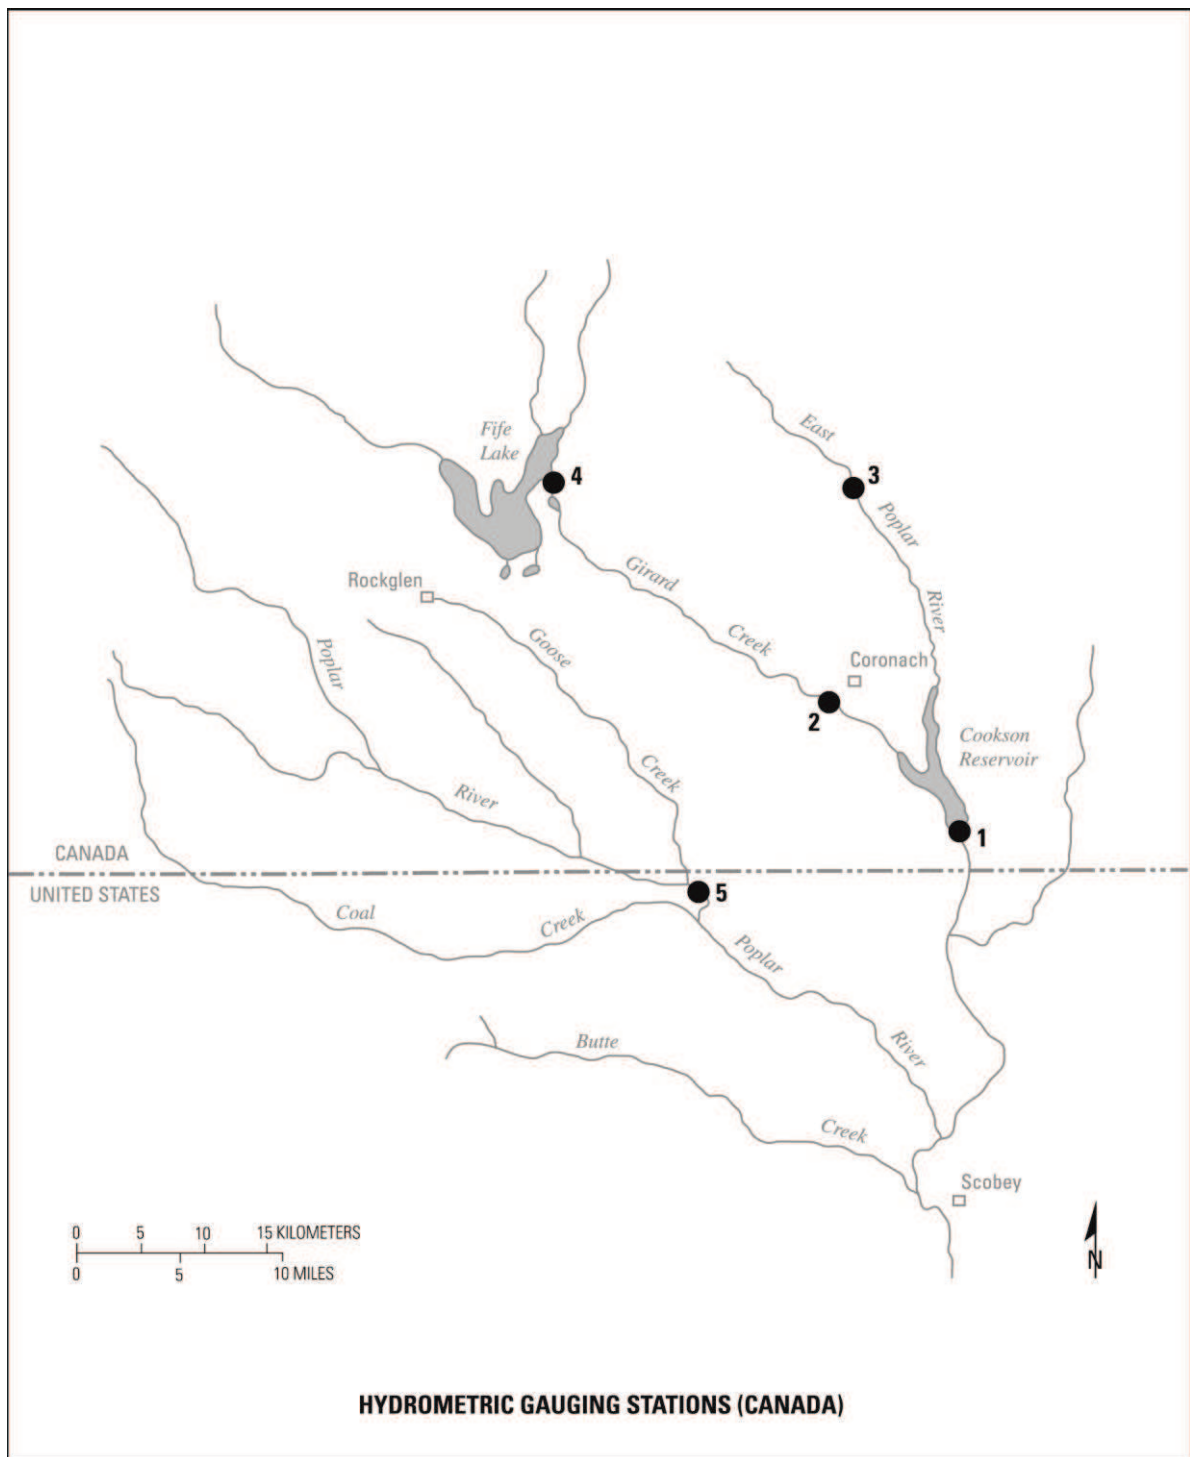 Fife
Lake
4
East
3
Poplar
River
Girard
Creek
Rockglen
Goose
Creek
Poplar
River
Coronach
2
Cookson
Reservoir
1
CANADA
UNITED STATES
5
Coal
Creek
Poplar
River
Butte
Creek
Scobey
0 5 10 15 KILOMETERS
0 5 10 MILES
N
HYDROMETRIC GAUGING STATIONS (CANADA)